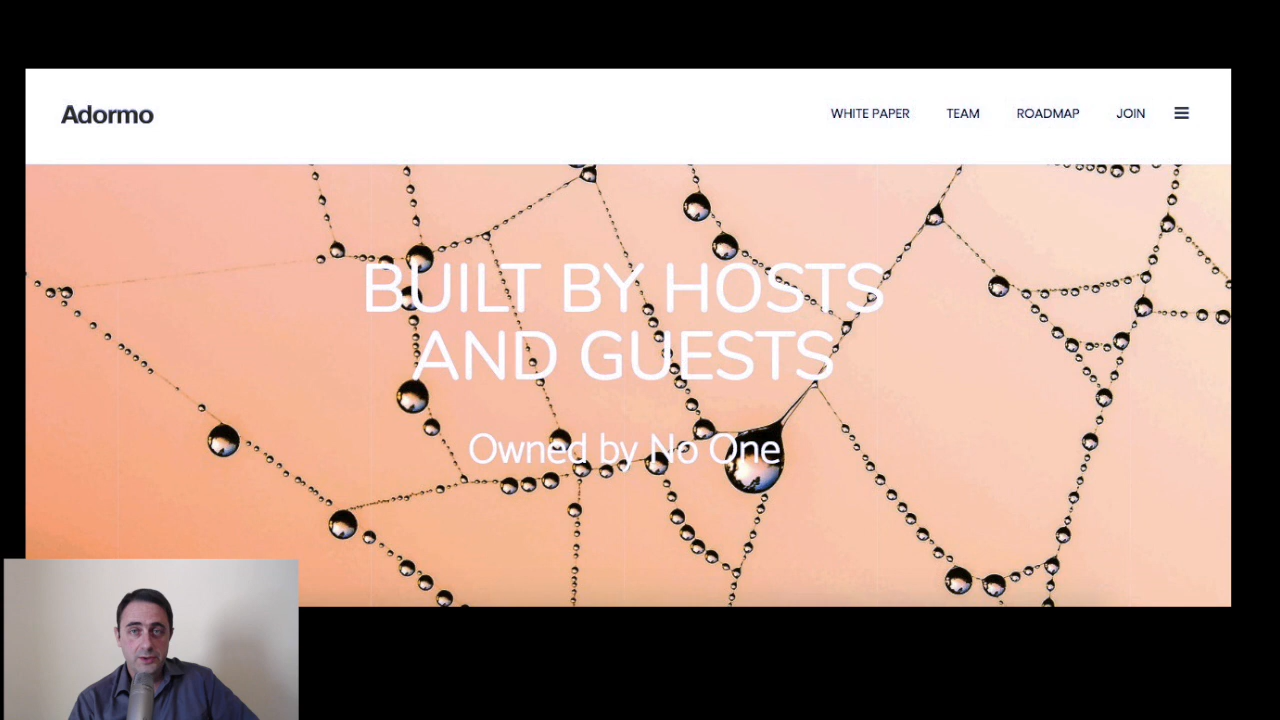 Adormo
WHITE PAPER
TEAM
ROADMAP
JOIN
BUILT BY HOSTS
AND GUESTS
Owned by No One